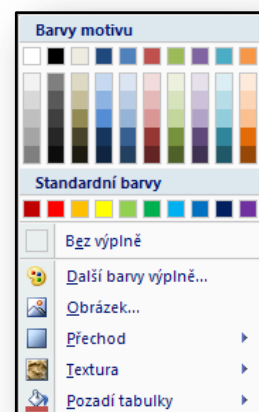 Barvy motivu
Standardní barvy
Bez výplně
Další barvy výplně...
Obrázek...
Přechod
Textura
Pozadí tabulky